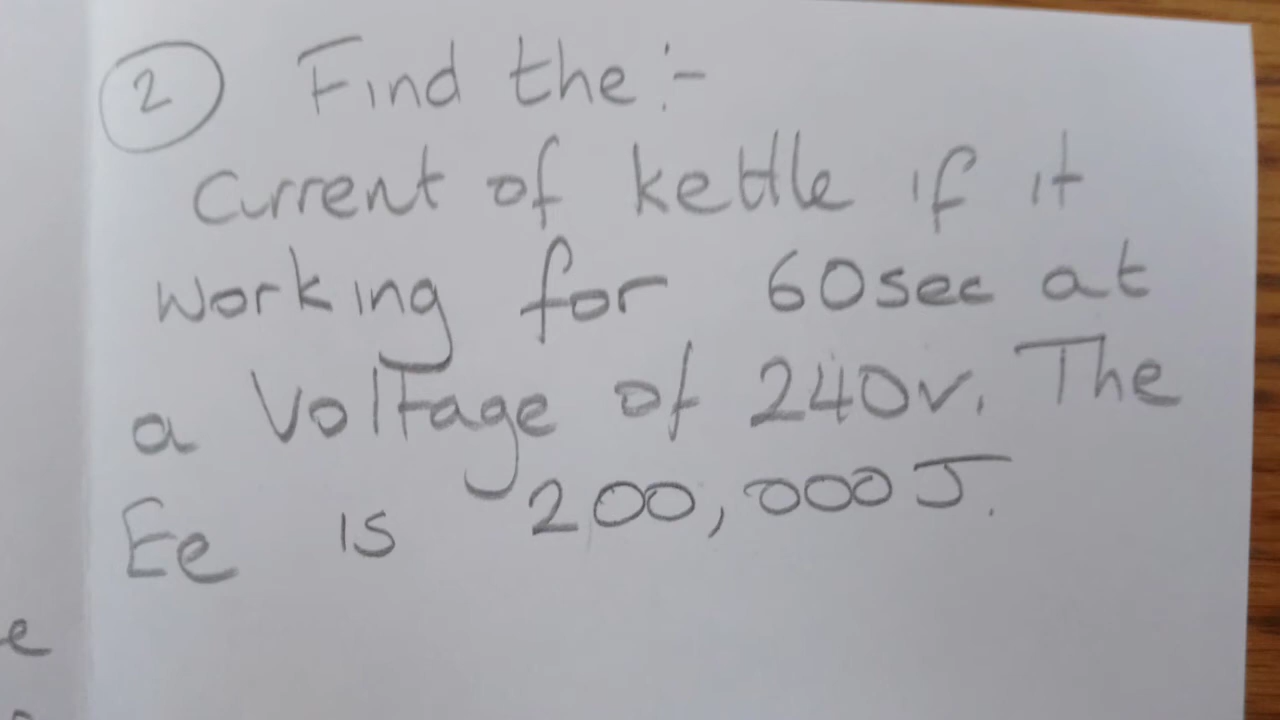 2 Find the:-
Current of kettle if it
working for 60sec at
a Voltage of 240v. The
Ee is 200,000J.
e